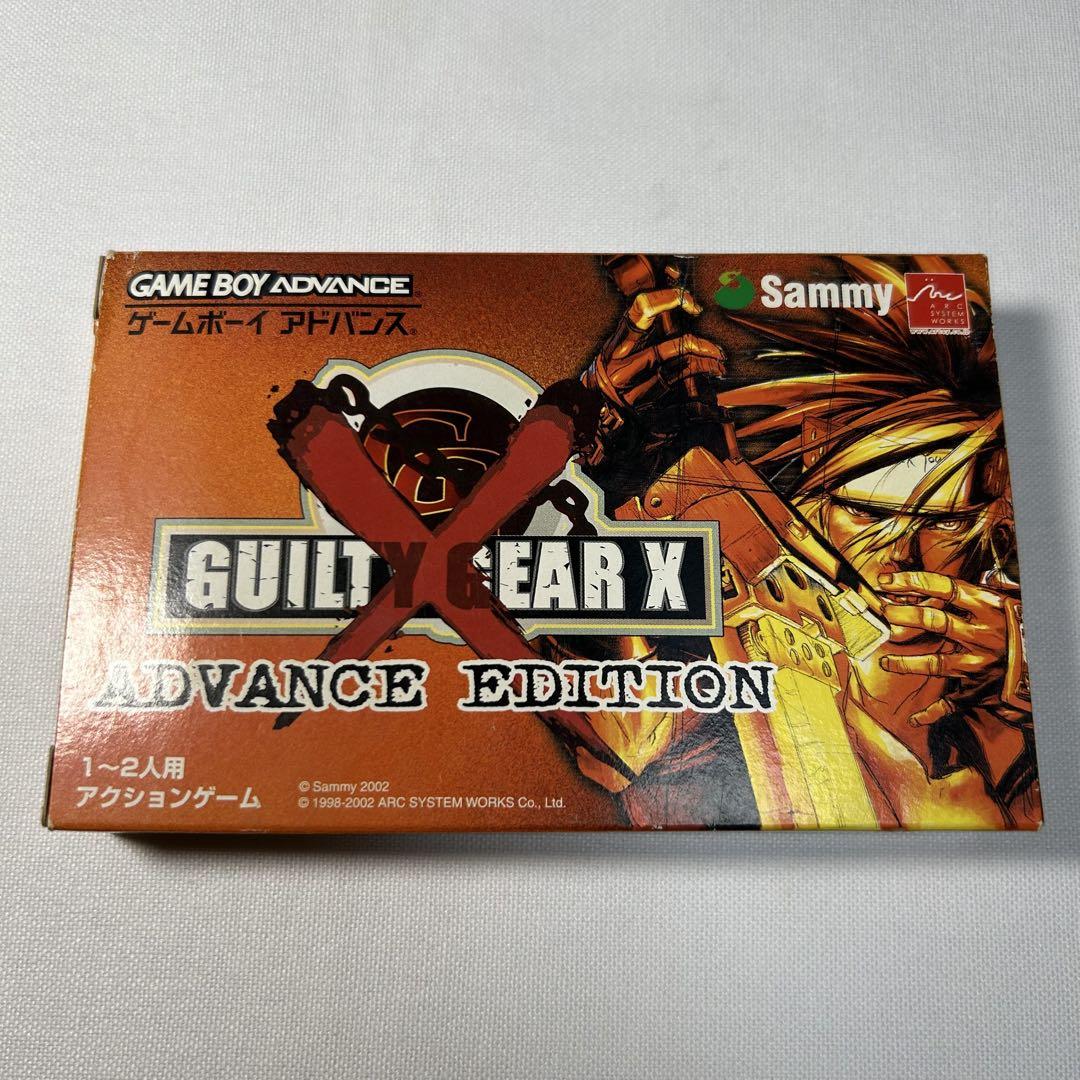 GAME BOY ADVANCE
ゲームボーイ アドバンス®
Sammy
Arc
ARC
SYSTEM
WORKS
G
GUILTY GEAR X
ADVANCE EDITION
1〜2人用
アクションゲーム
© Sammy 2002
© 1998-2002 ARC SYSTEM WORKS Co., Ltd.